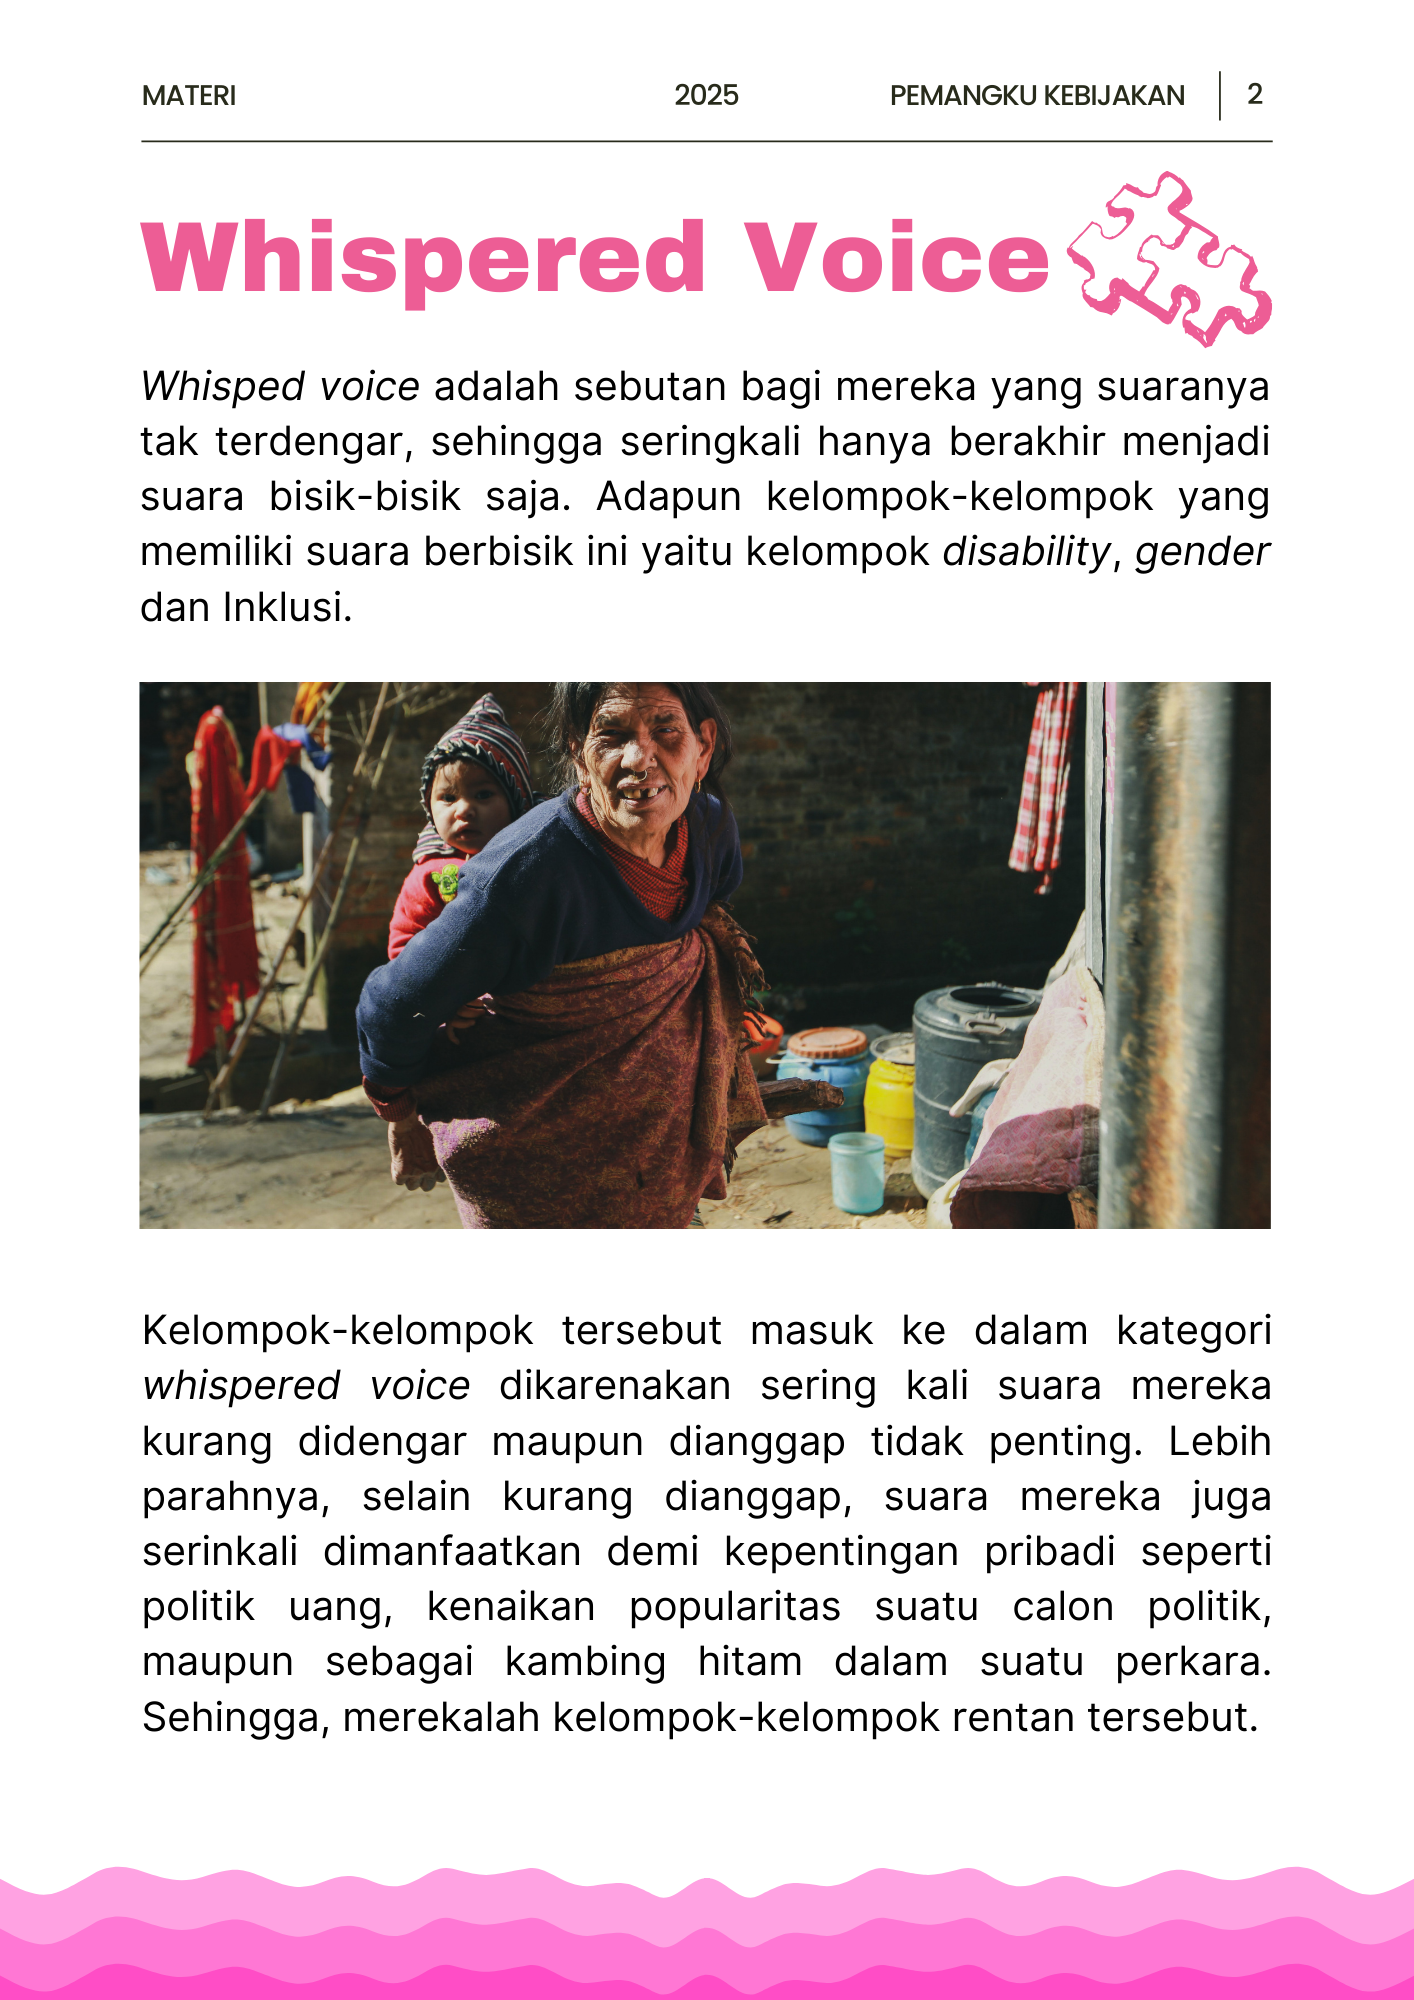 MATERI 2025 PEMANGKU KEBIJAKAN 2
Whispered Voice
Whisped voice adalah sebutan bagi mereka yang suaranya
tak terdengar, sehingga seringkali hanya berakhir menjadi
suara bisik-bisik saja. Adapun kelompok-kelompok yang
memiliki suara berbisik ini yaitu kelompok disability, gender
dan Inklusi.
Kelompok-kelompok tersebut masuk ke dalam kategori
whispered voice dikarenakan sering kali suara mereka
kurang didengar maupun dianggap tidak penting. Lebih
parahnya, selain kurang dianggap, suara mereka juga
serinkali dimanfaatkan demi kepentingan pribadi seperti
politik uang, kenaikan popularitas suatu calon politik,
maupun sebagai kambing hitam dalam suatu perkara.
Sehingga, merekalah kelompok-kelompok rentan tersebut.